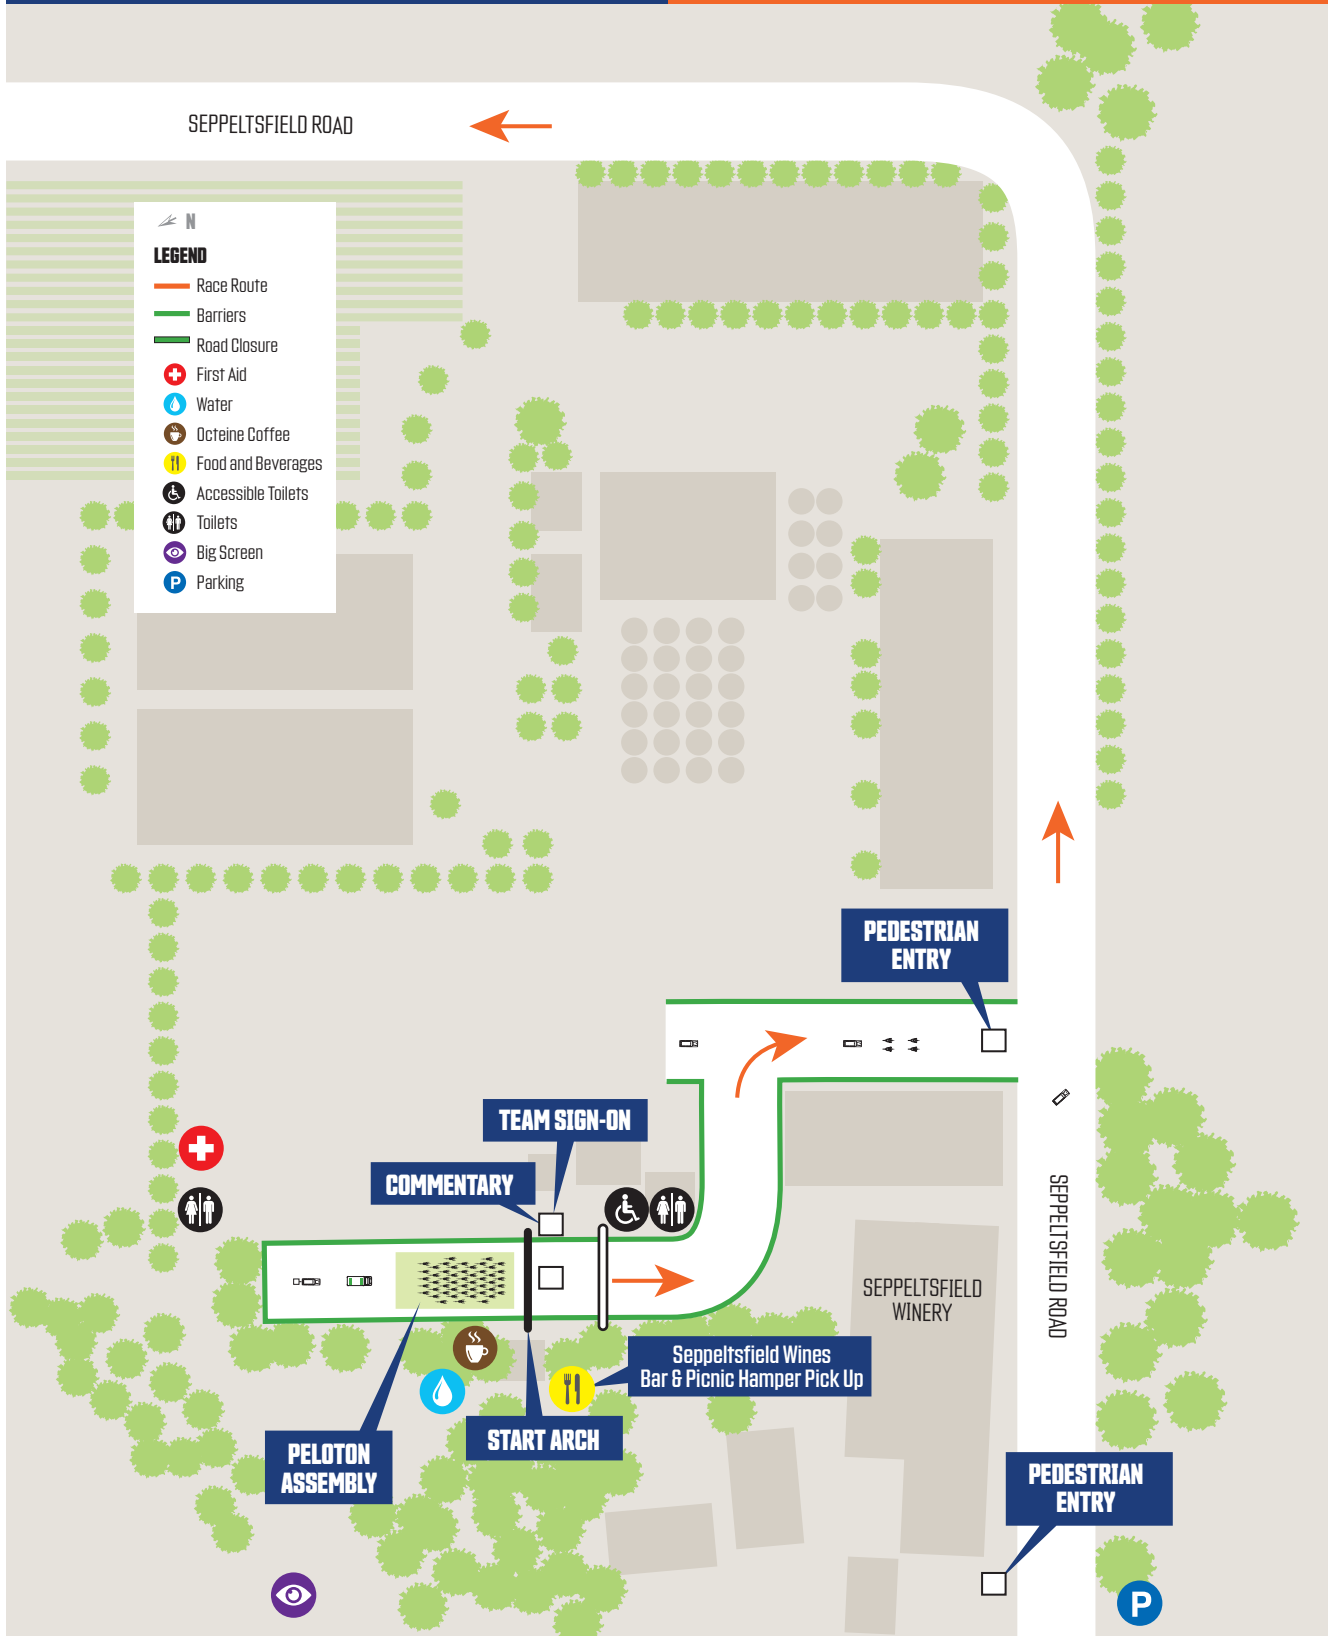 SEPPELTSFIELD ROAD
N
LEGEND
Race Route
Barriers
Road Closure
First Aid
Water
Octeine Coffee
Food and Beverages
Accessible Toilets
Toilets
Big Screen
P Parking
PEDESTRIAN
ENTRY
TEAM SIGN-ON
COMMENTARY
SEPPELTSFIELD ROAD
SEPPELTSFIELD
WINERY
Seppeltsfield Wines
Bar & Picnic Hamper Pick Up
START ARCH
PELOTON
ASSEMBLY
PEDESTRIAN
ENTRY
P